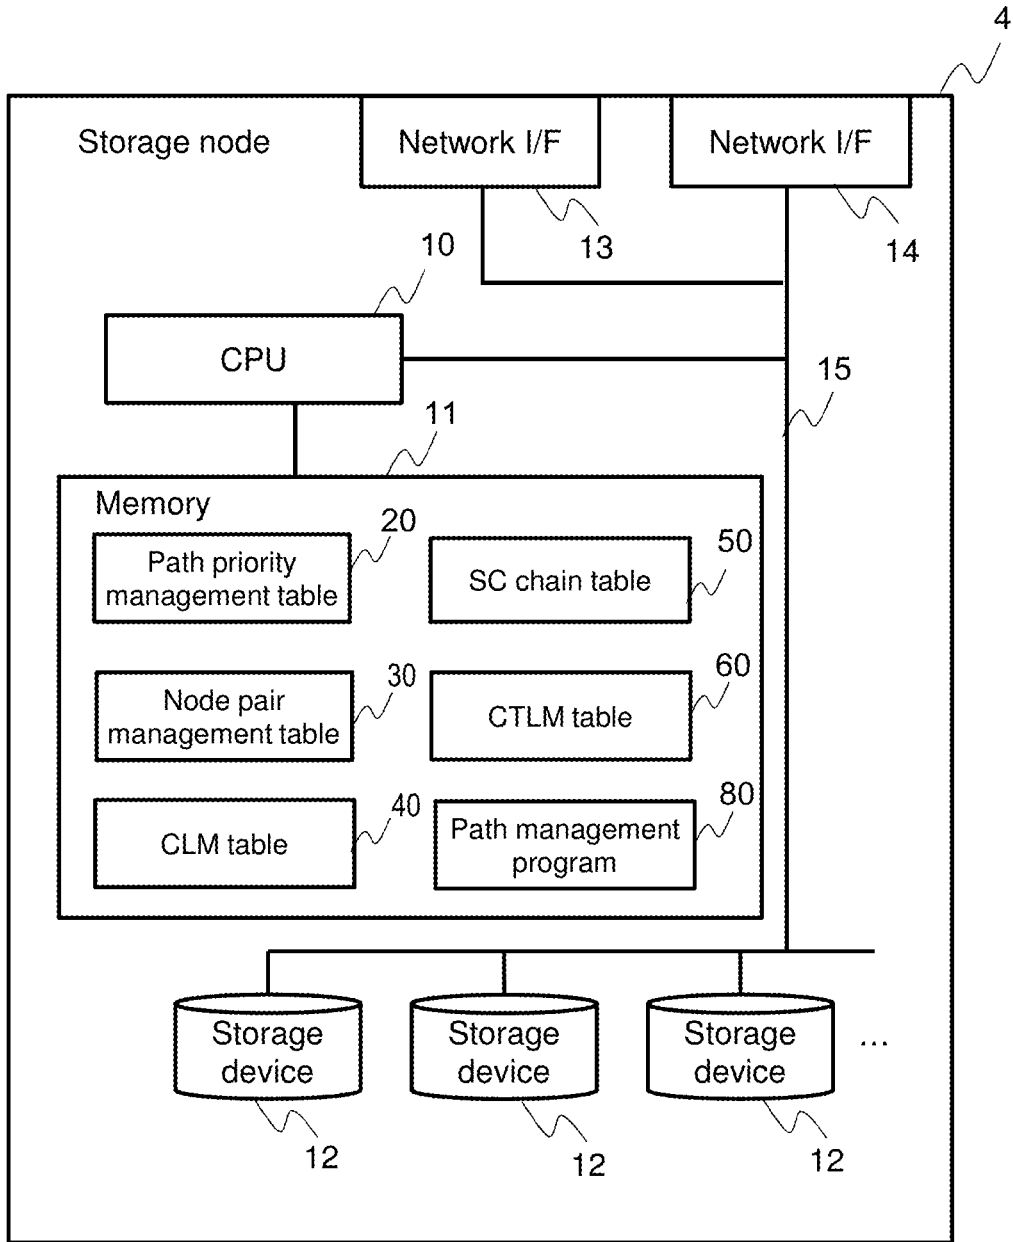 4
Storage node
Network I/F
Network I/F
13
14
10
CPU
15
11
Memory
20
Path priority
management table
50
SC chain table
30
Node pair
management table
60
CTLM table
40
CLM table
80
Path management
program
Storage
device
Storage
device
Storage
device
...
12
12
12